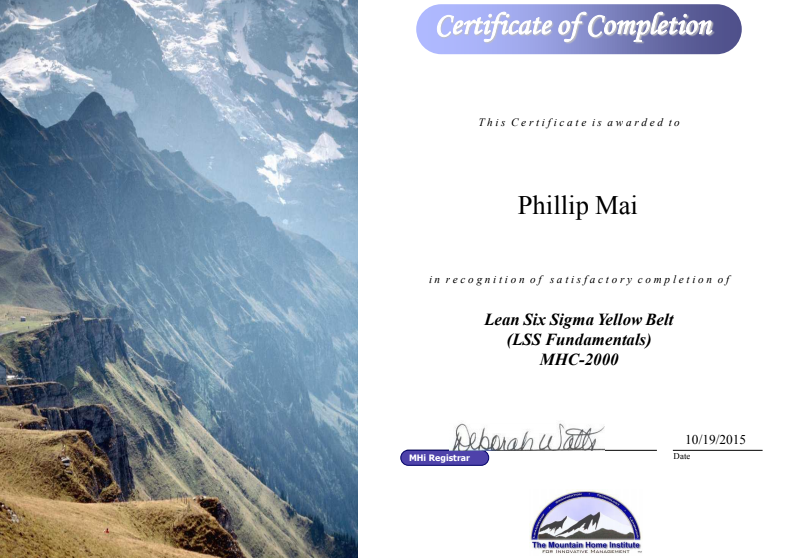 Certificate of Completion
This Certificate is awarded to
Phillip Mai
in recognition of satisfactory completion of
Lean Six Sigma Yellow Belt
(LSS Fundamentals)
MHC-2000
Deborah Watts
10/19/2015
MHi Registrar
Date
The Mountain Home Institute
FOR INNOVATIVE MANAGEMENT ™